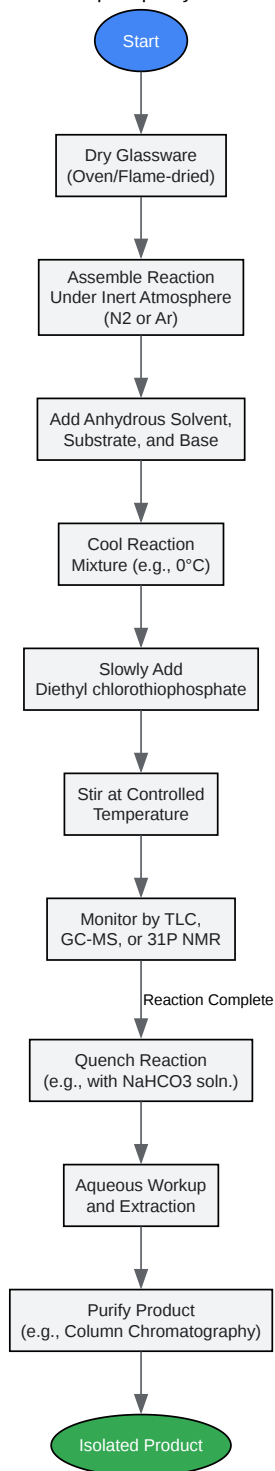 Start
Dry Glassware
(Oven/Flame-dried)
Assemble Reaction
Under Inert Atmosphere
(N2 or Ar)
Add Anhydrous Solvent,
Substrate, and Base
Cool Reaction
Mixture (e.g., 0°C)
Slowly Add
Diethyl chlorothiophosphate
Stir at Controlled
Temperature
Monitor by TLC,
GC-MS, or 31P NMR
Reaction Complete
Quench Reaction
(e.g., with NaHCO3 soln.)
Aqueous Workup
and Extraction
Purify Product
(e.g., Column Chromatography)
Isolated Product